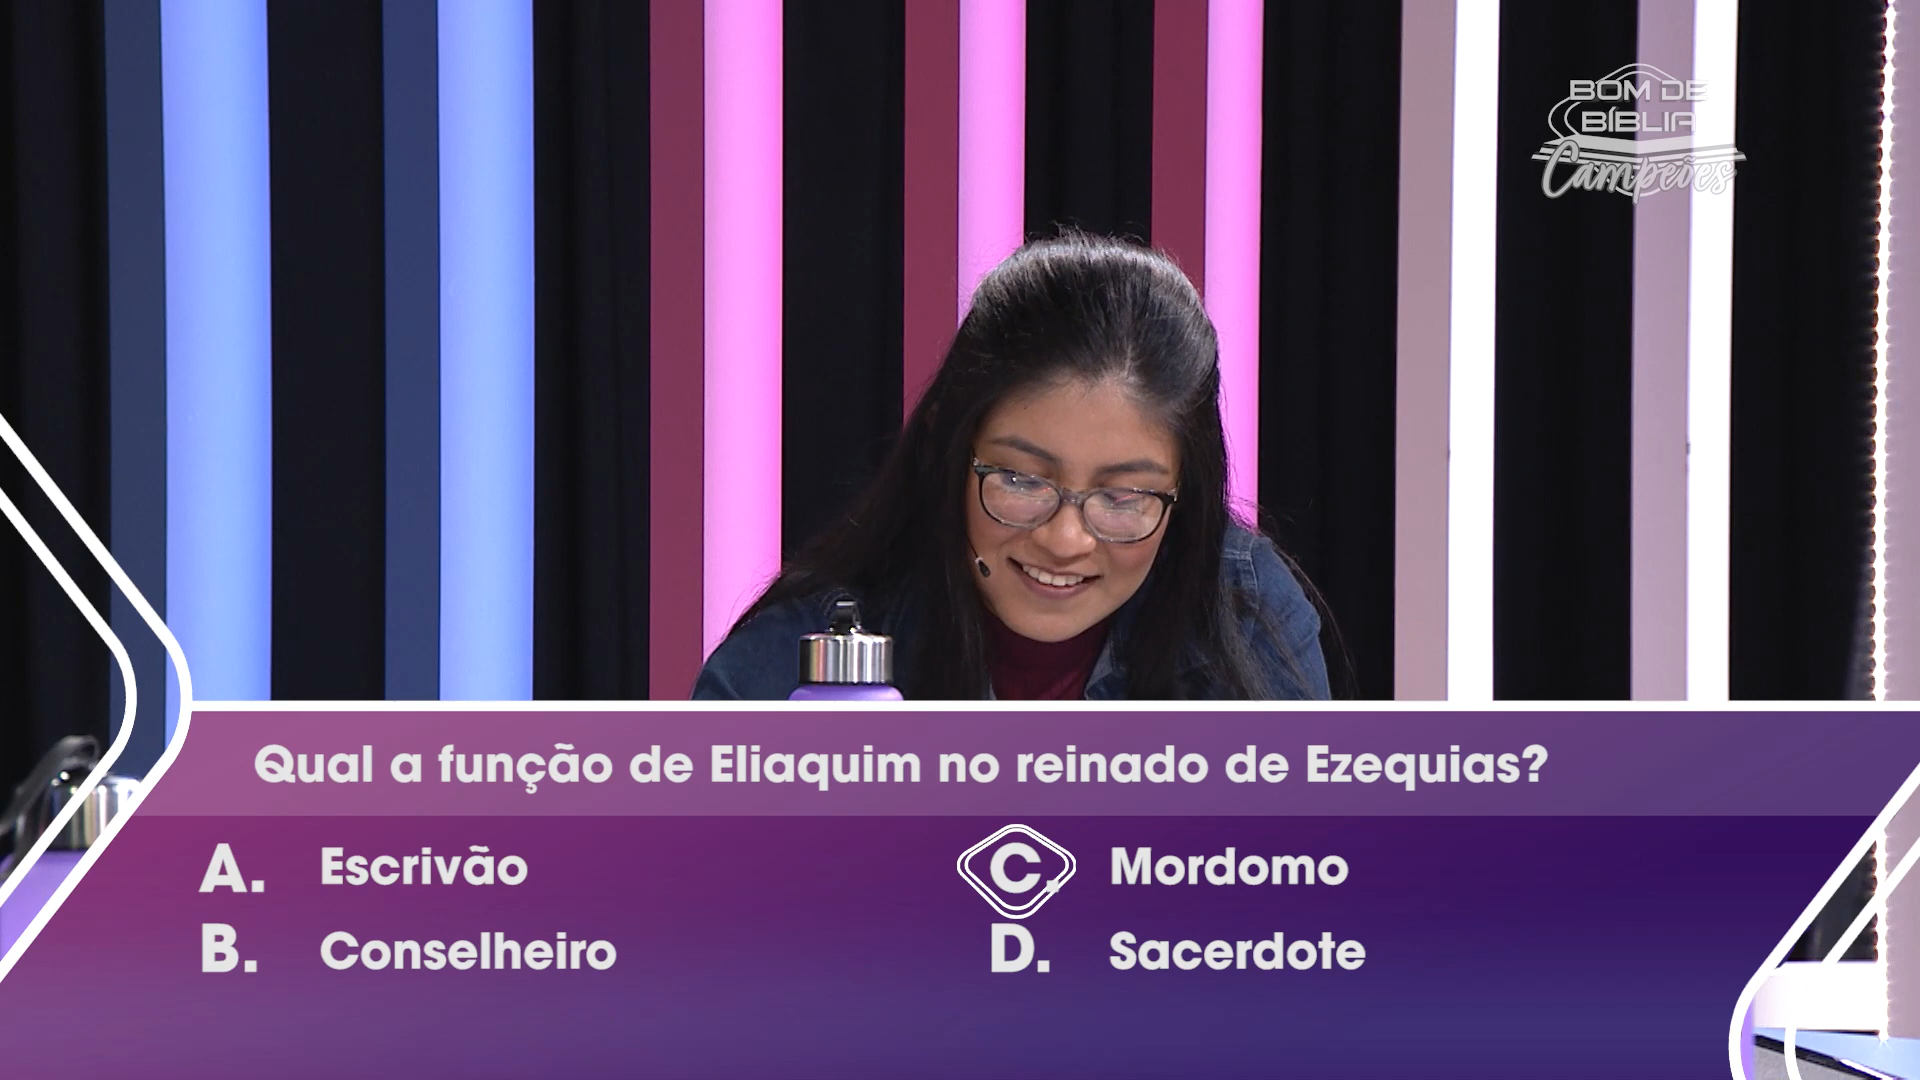 BOM DE
BÍBLIA
Campeões
Qual a função de Eliaquim no reinado de Ezequias?
A. Escrivão
C. Mordomo
B. Conselheiro
D. Sacerdote